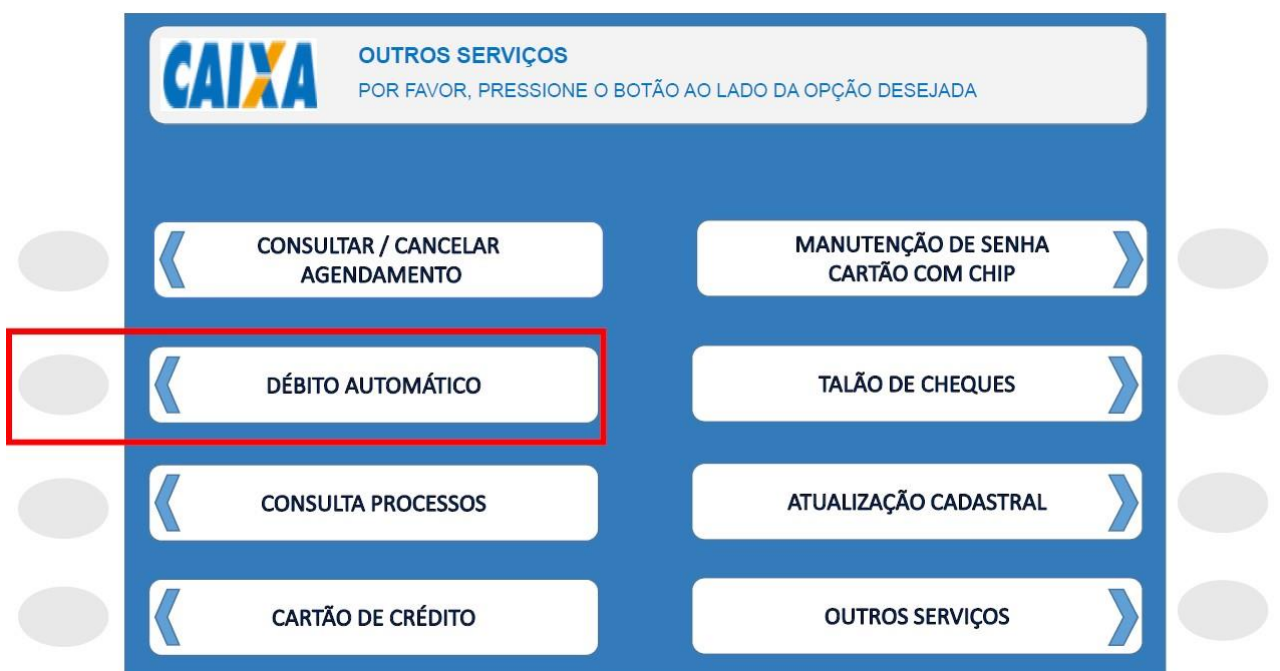 CAIXA
OUTROS SERVIÇOS
POR FAVOR, PRESSIONE O BOTÃO AO LADO DA OPÇÃO DESEJADA
CONSULTAR / CANCELAR
AGENDAMENTO
MANUTENÇÃO DE SENHA
CARTÃO COM CHIP
DÉBITO AUTOMÁTICO
TALÃO DE CHEQUES
CONSULTA PROCESSOS
ATUALIZAÇÃO CADASTRAL
CARTÃO DE CRÉDITO
OUTROS SERVIÇOS